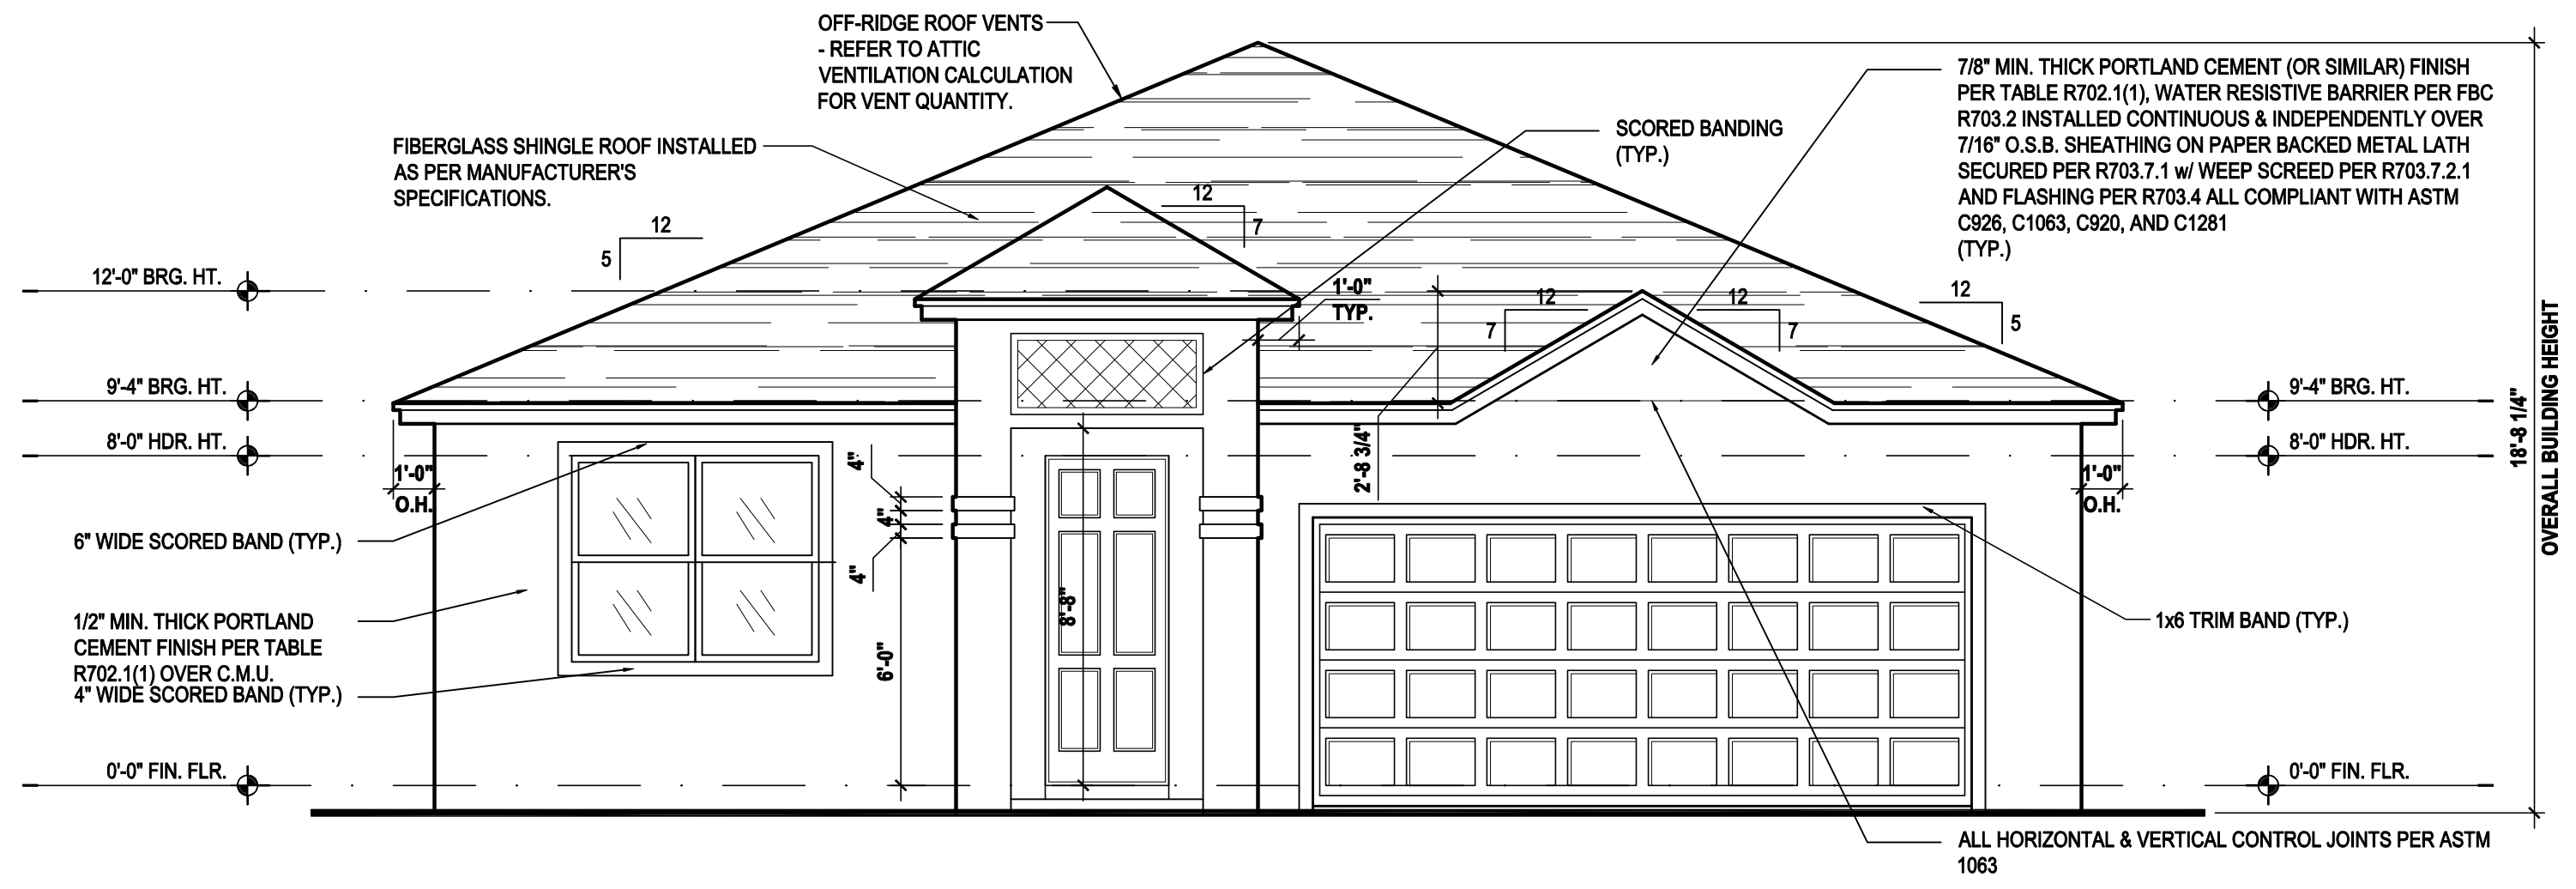 OFF-RIDGE ROOF VENTS
- REFER TO ATTIC
VENTILATION CALCULATION
FOR VENT QUANTITY.
7/8" MIN. THICK PORTLAND CEMENT (OR SIMILAR) FINISH
PER TABLE R702.1(1), WATER RESISTIVE BARRIER PER FBC
R703.2 INSTALLED CONTINUOUS & INDEPENDENTLY OVER
7/16" O.S.B. SHEATHING ON PAPER BACKED METAL LATH
SECURED PER R703.7.1 w/ WEEP SCREED PER R703.7.2.1
AND FLASHING PER R703.4 ALL COMPLIANT WITH ASTM
C926, C1063, C920, AND C1281
(TYP.)
SCORED BANDING
(TYP.)
FIBERGLASS SHINGLE ROOF INSTALLED
AS PER MANUFACTURER'S
SPECIFICATIONS.
12
5
12
7
12
7
12
7
12
5
1'-0"
TYP.
12'-0" BRG. HT.
9'-4" BRG. HT.
8'-0" HDR. HT.
9'-4" BRG. HT.
8'-0" HDR. HT.
1'-0"
O.H.
1'-0"
O.H.
4"
4"
4"
6'-0"
8'-8"
2'-8 3/4"
18'-8 1/4"
OVERALL BUILDING HEIGHT
6" WIDE SCORED BAND (TYP.)
1/2" MIN. THICK PORTLAND
CEMENT FINISH PER TABLE
R702.1(1) OVER C.M.U.
4" WIDE SCORED BAND (TYP.)
1x6 TRIM BAND (TYP.)
0'-0" FIN. FLR.
0'-0" FIN. FLR.
ALL HORIZONTAL & VERTICAL CONTROL JOINTS PER ASTM
1063